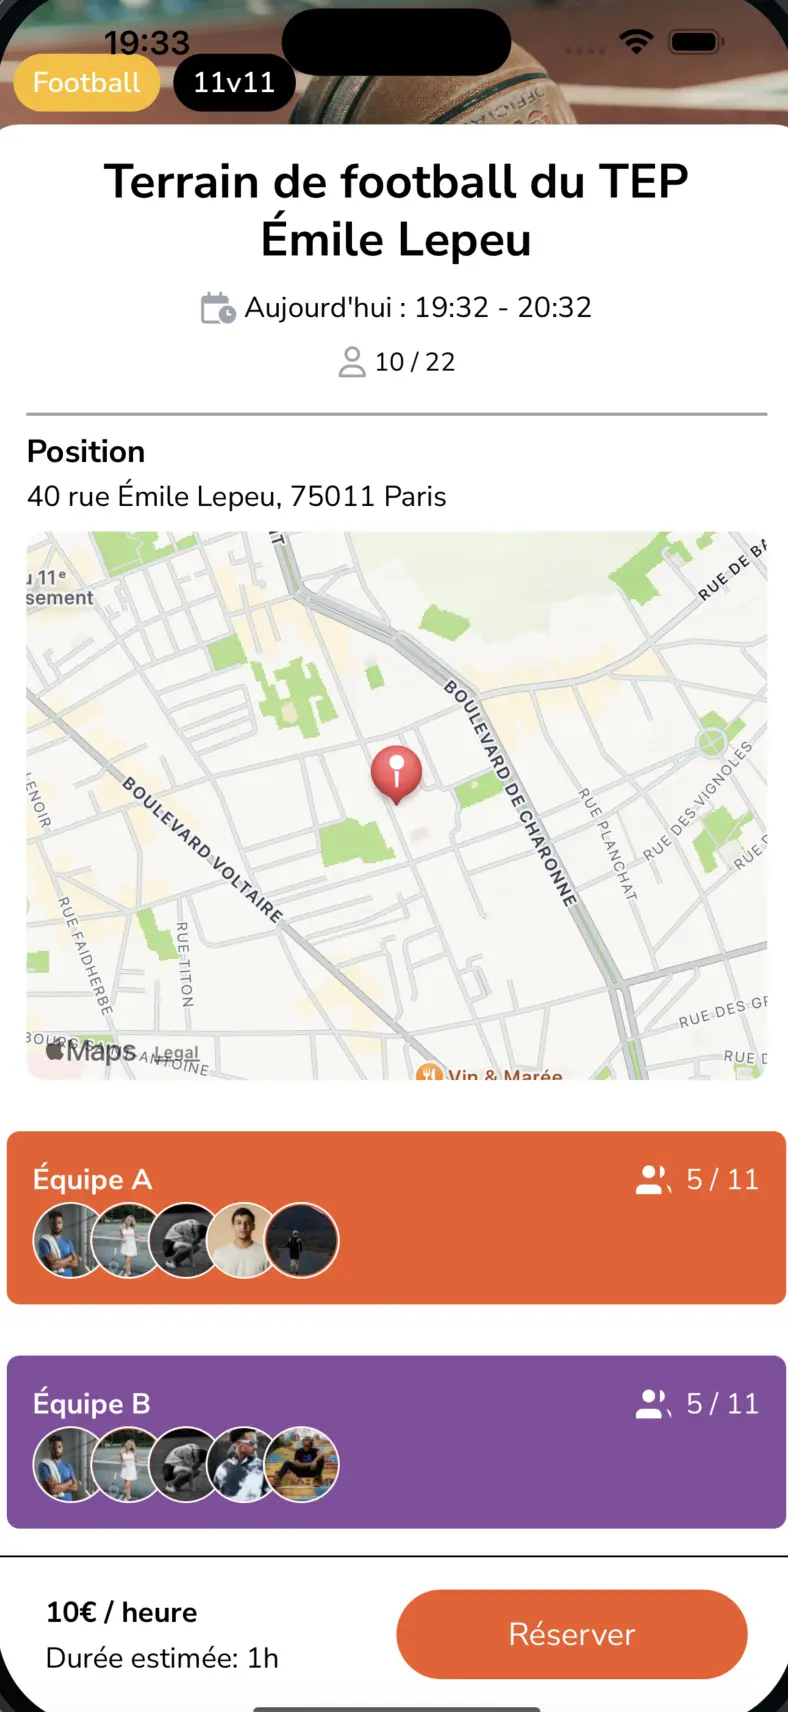 19:33
Football
11v11
OFFICIAL
Terrain de football du TEP
Émile Lepeu
Aujourd'hui : 19:32 - 20:32
10 / 22
Position
40 rue Émile Lepeu, 75011 Paris
11e
sement
RUE DE BA
BOULEVARD DE CHARONNE
BOULEVARD VOLTAIRE
LENOIR
RUE PLANCHAT
RUE DES VIGNOLES
RUE FAIDHERBE
RUE TITON
RUE DES GR
RUE D
Maps
Legal
ANTOINE
Vin & Marée
Équipe A
5 / 11
Équipe B
5 / 11
10€ / heure
Réserver
Durée estimée: 1h